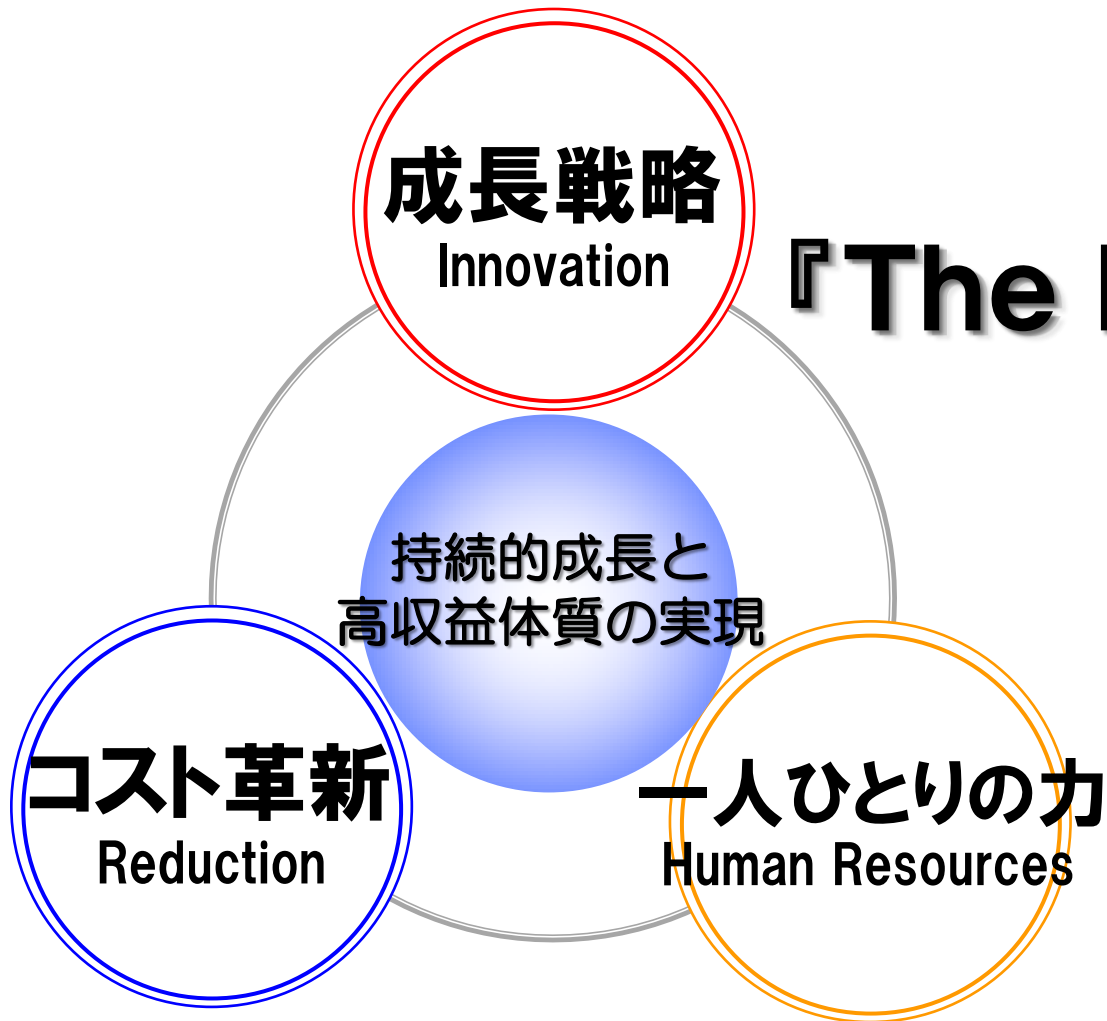 成長戦略
Innovation
『The
持続的成長と
高収益体質の実現
コスト革新
Reduction
一人ひとりの力
Human Resources